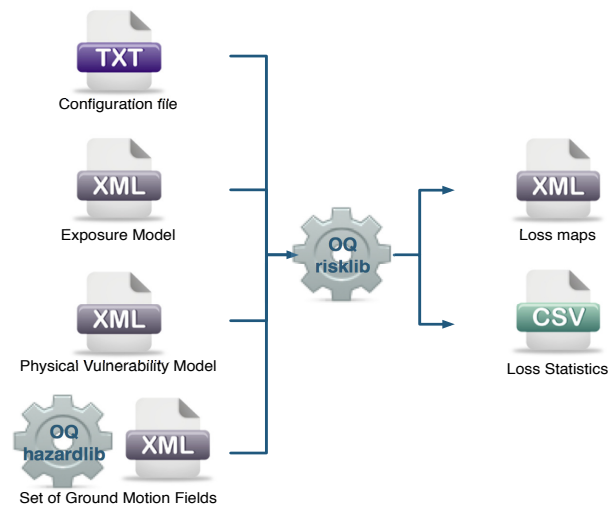 TXT
Configuration file
XML
Exposure Model
XML
Physical Vulnerability Model
OQ
hazardlib
XML
Set of Ground Motion Fields
OQ
risklib
XML
Loss maps
CSV
Loss Statistics